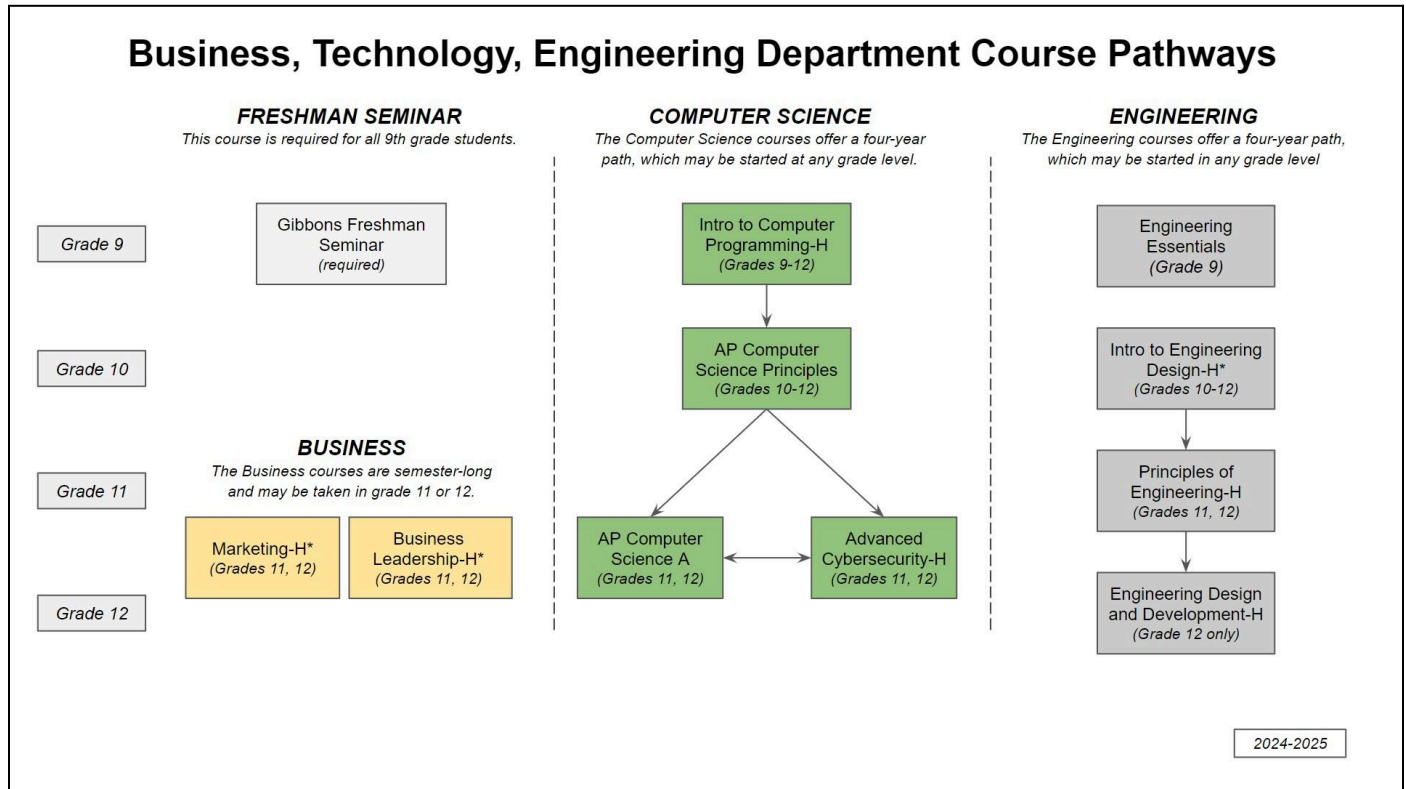 Business, Technology, Engineering Department Course Pathways
FRESHMAN SEMINAR
This course is required for all 9th grade students.
COMPUTER SCIENCE
The Computer Science courses offer a four-year
path, which may be started at any grade level.
ENGINEERING
The Engineering courses offer a four-year path,
which may be started in any grade level
Grade 9
Gibbons Freshman
Seminar
(required)
Intro to Computer
Programming-H
(Grades 9-12)
Engineering
Essentials
(Grade 9)
Grade 10
AP Computer
Science Principles
(Grades 10-12)
Intro to Engineering
Design-H*
(Grades 10-12)
BUSINESS
The Business courses are semester-long
and may be taken in grade 11 or 12.
Grade 11
Principles of
Engineering-H
(Grades 11, 12)
Marketing-H*
(Grades 11, 12)
Business
Leadership-H*
(Grades 11, 12)
AP Computer
Science A
(Grades 11, 12)
Advanced
Cybersecurity-H
(Grades 11, 12)
Grade 12
Engineering Design
and Development-H
(Grade 12 only)
2024-2025